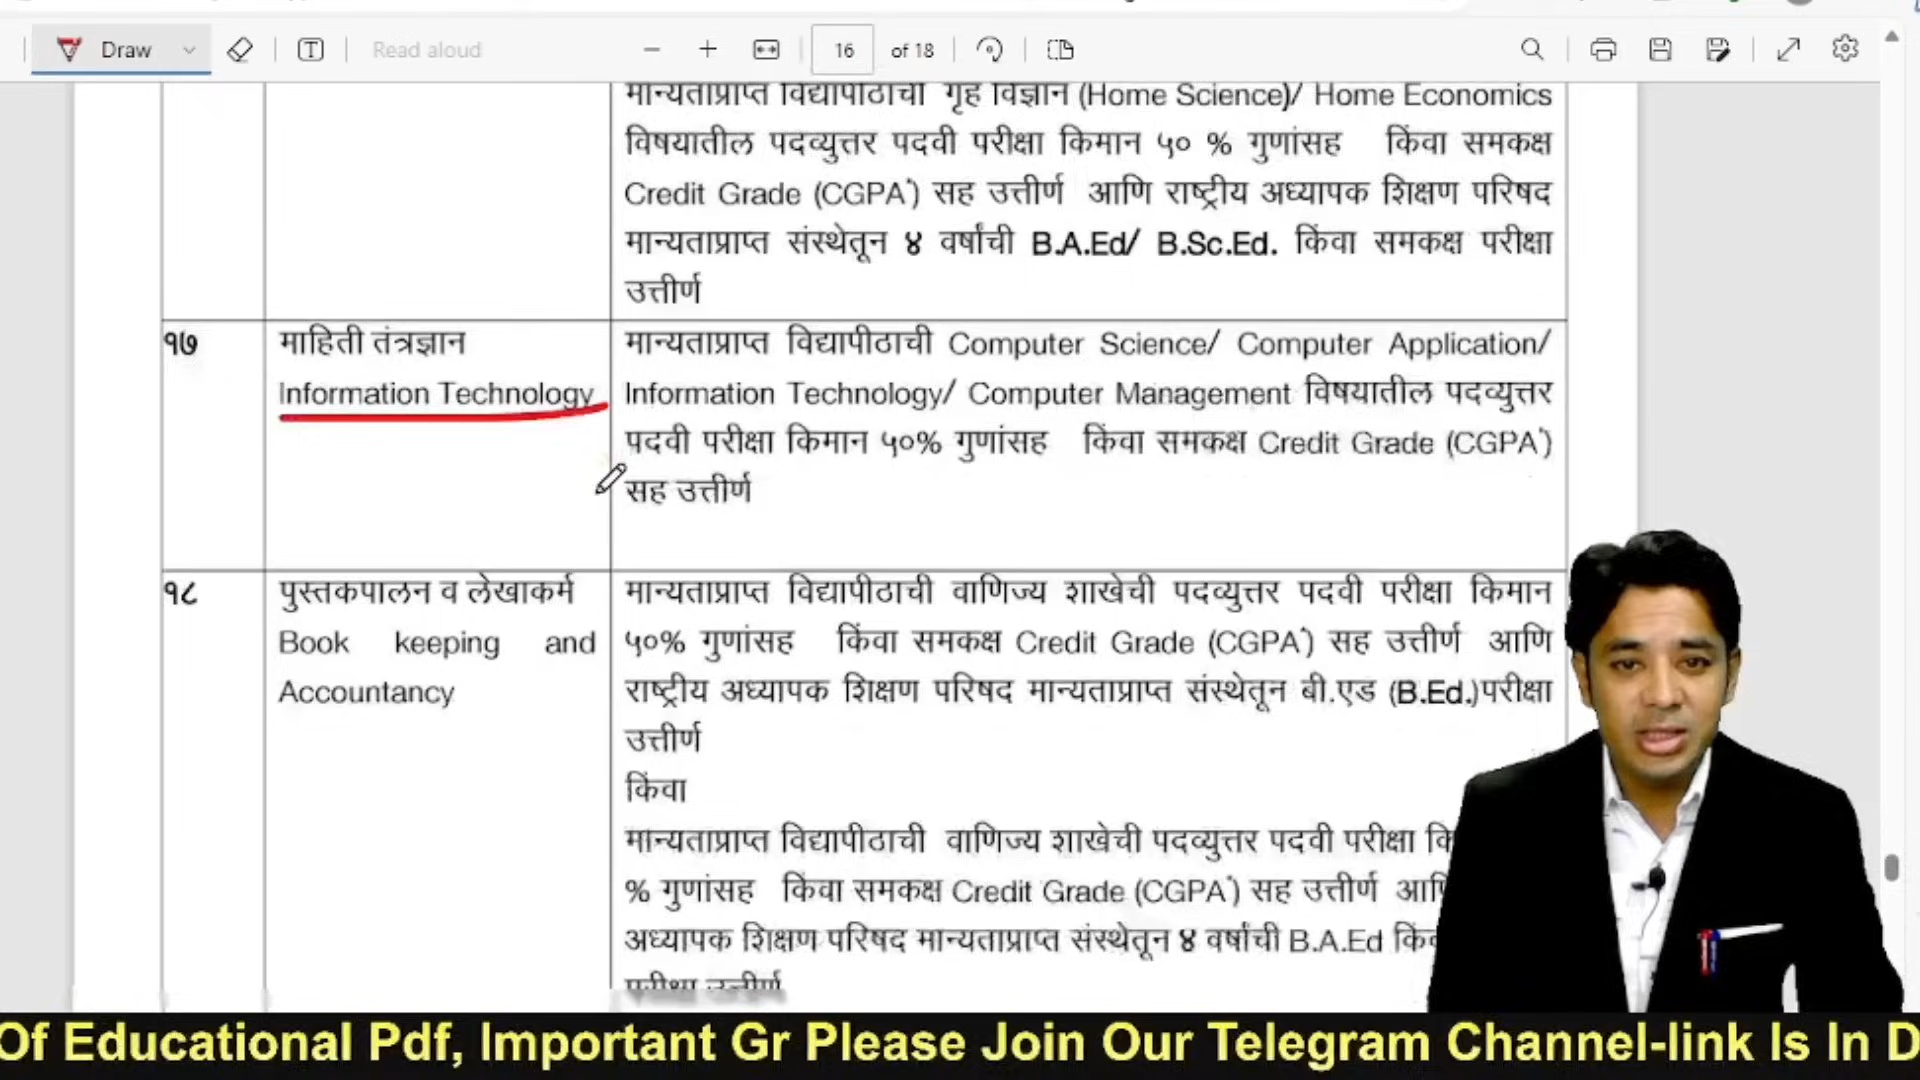 Draw
Read aloud
16 of 18
मान्यताप्राप्त विद्यापीठाची गृह विज्ञान (Home Science)/ Home Economics
विषयातील पदव्युत्तर पदवी परीक्षा किमान ५० % गुणांसह किंवा समकक्ष
Credit Grade (CGPA) सह उत्तीर्ण आणि राष्ट्रीय अध्यापक शिक्षण परिषद
मान्यताप्राप्त संस्थेतून ४ वर्षांची B.A.Ed/ B.Sc.Ed. किंवा समकक्ष परीक्षा
उत्तीर्ण
१७
माहिती तंत्रज्ञान
Information Technology
मान्यताप्राप्त विद्यापीठाची Computer Science/ Computer Application/
Information Technology/ Computer Management विषयातील पदव्युत्तर
पदवी परीक्षा किमान ५०% गुणांसह किंवा समकक्ष Credit Grade (CGPA)
सह उत्तीर्ण
१८
पुस्तकपालन व लेखाकर्म
Book keeping and
Accountancy
मान्यताप्राप्त विद्यापीठाची वाणिज्य शाखेची पदव्युत्तर पदवी परीक्षा किमान
५०% गुणांसह किंवा समकक्ष Credit Grade (CGPA) सह उत्तीर्ण आणि
राष्ट्रीय अध्यापक शिक्षण परिषद मान्यताप्राप्त संस्थेतून बी.एड (B.Ed.)परीक्षा
उत्तीर्ण
किंवा
मान्यताप्राप्त विद्यापीठाची वाणिज्य शाखेची पदव्युत्तर पदवी परीक्षा
% गुणांसह किंवा समकक्ष Credit Grade (CGPA) सह उत्तीर्ण
अध्यापक शिक्षण परिषद मान्यताप्राप्त संस्थेतून ४ वर्षांची B.A.Ed
परीक्षा उत्तीर्ण
Of Educational Pdf, Important Gr Please Join Our Telegram Channel-link Is In D